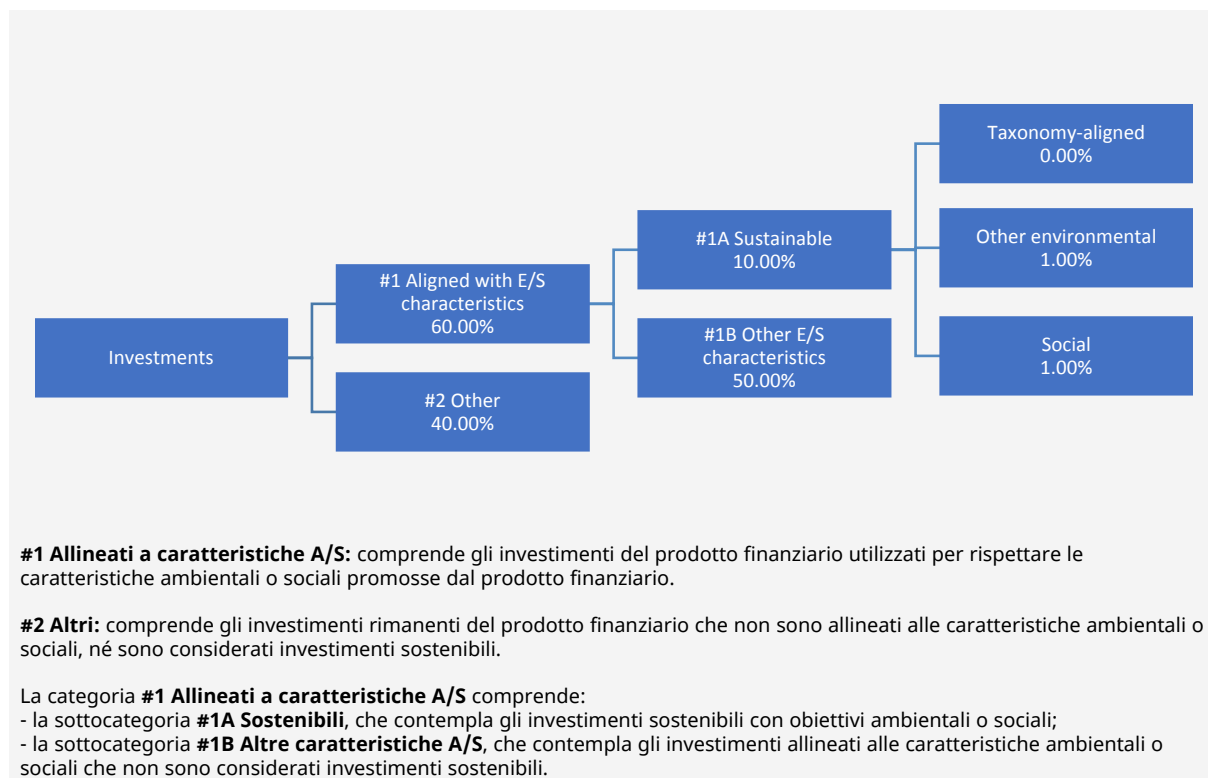 Taxonomy-aligned
0.00%
#1A Sustainable
10.00%
Other environmental
1.00%
#1 Aligned with E/S
characteristics
60.00%
Investments
#1B Other E/S
characteristics
50.00%
Social
1.00%
#2 Other
40.00%
#1 Allineati a caratteristiche A/S: comprende gli investimenti del prodotto finanziario utilizzati per rispettare le
caratteristiche ambientali o sociali promosse dal prodotto finanziario.
#2 Altri: comprende gli investimenti rimanenti del prodotto finanziario che non sono allineati alle caratteristiche ambientali o
sociali, né sono considerati investimenti sostenibili.
La categoria #1 Allineati a caratteristiche A/S comprende:
- la sottocategoria #1A Sostenibili, che contempla gli investimenti sostenibili con obiettivi ambientali o sociali;
- la sottocategoria #1B Altre caratteristiche A/S, che contempla gli investimenti allineati alle caratteristiche ambientali o
sociali che non sono considerati investimenti sostenibili.